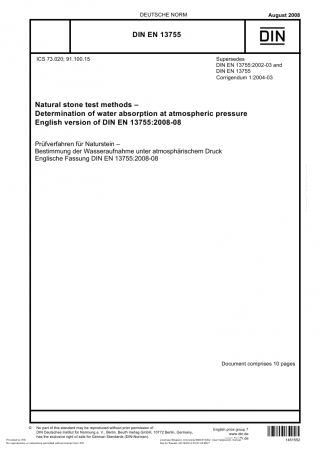 DEUTSCHE NORM
August 2008
DIN EN 13755
DIN
ICS 73.020; 91.100.15
Supersedes
DIN EN 13755:2002-03 and
DIN EN 13755
Corrigendum 1:2004-03
Natural stone test methods –
Determination of water absorption at atmospheric pressure
English version of DIN EN 13755:2008-08
Prüfverfahren für Naturstein –
Bestimmung der Wasseraufnahme unter atmosphärischem Druck
Englische Fassung DIN EN 13755:2008-08
Document comprises 10 pages
© No part of this standard may be reproduced without prior permission of
DIN Deutsches Institut für Normung e. V., Berlin. Beuth Verlag GmbH, 10772 Berlin, Germany,
has the exclusive right of sale for German Standards (DIN-Normen).
English price group 7
www.din.de